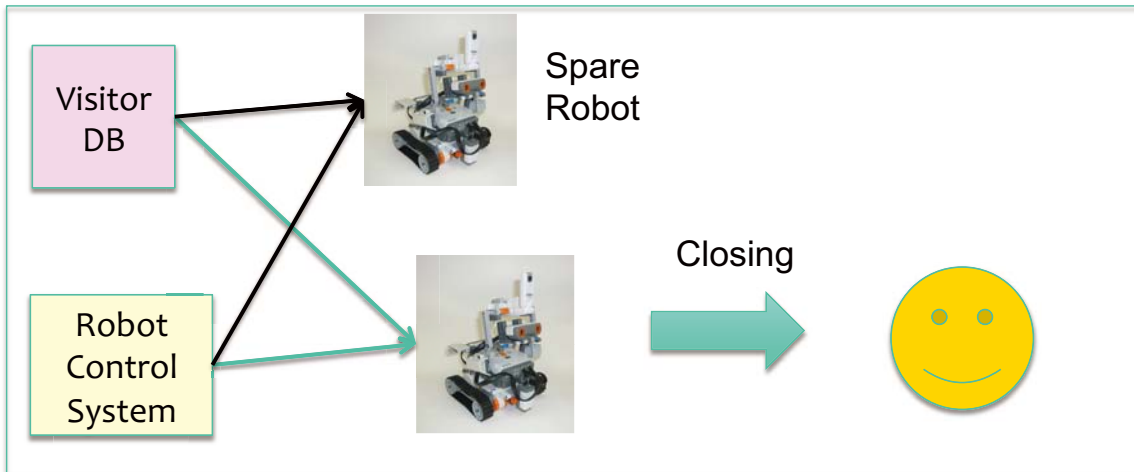 Visitor
DB
Spare
Robot
Closing
Robot
Control
System